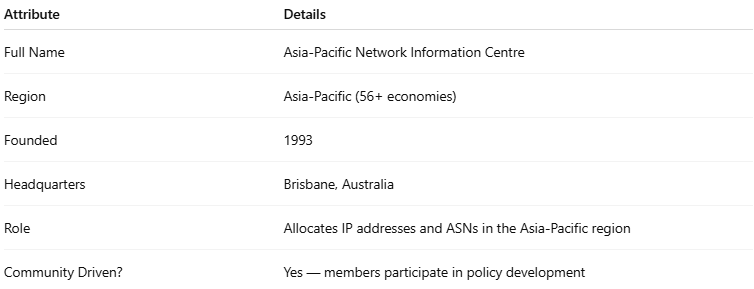 Attribute Details
Full Name Asia-Pacific Network Information Centre
Region Asia-Pacific (56+ economies)
Founded 1993
Headquarters Brisbane, Australia
Role Allocates IP addresses and ASNs in the Asia-Pacific region
Community Driven? Yes — members participate in policy development